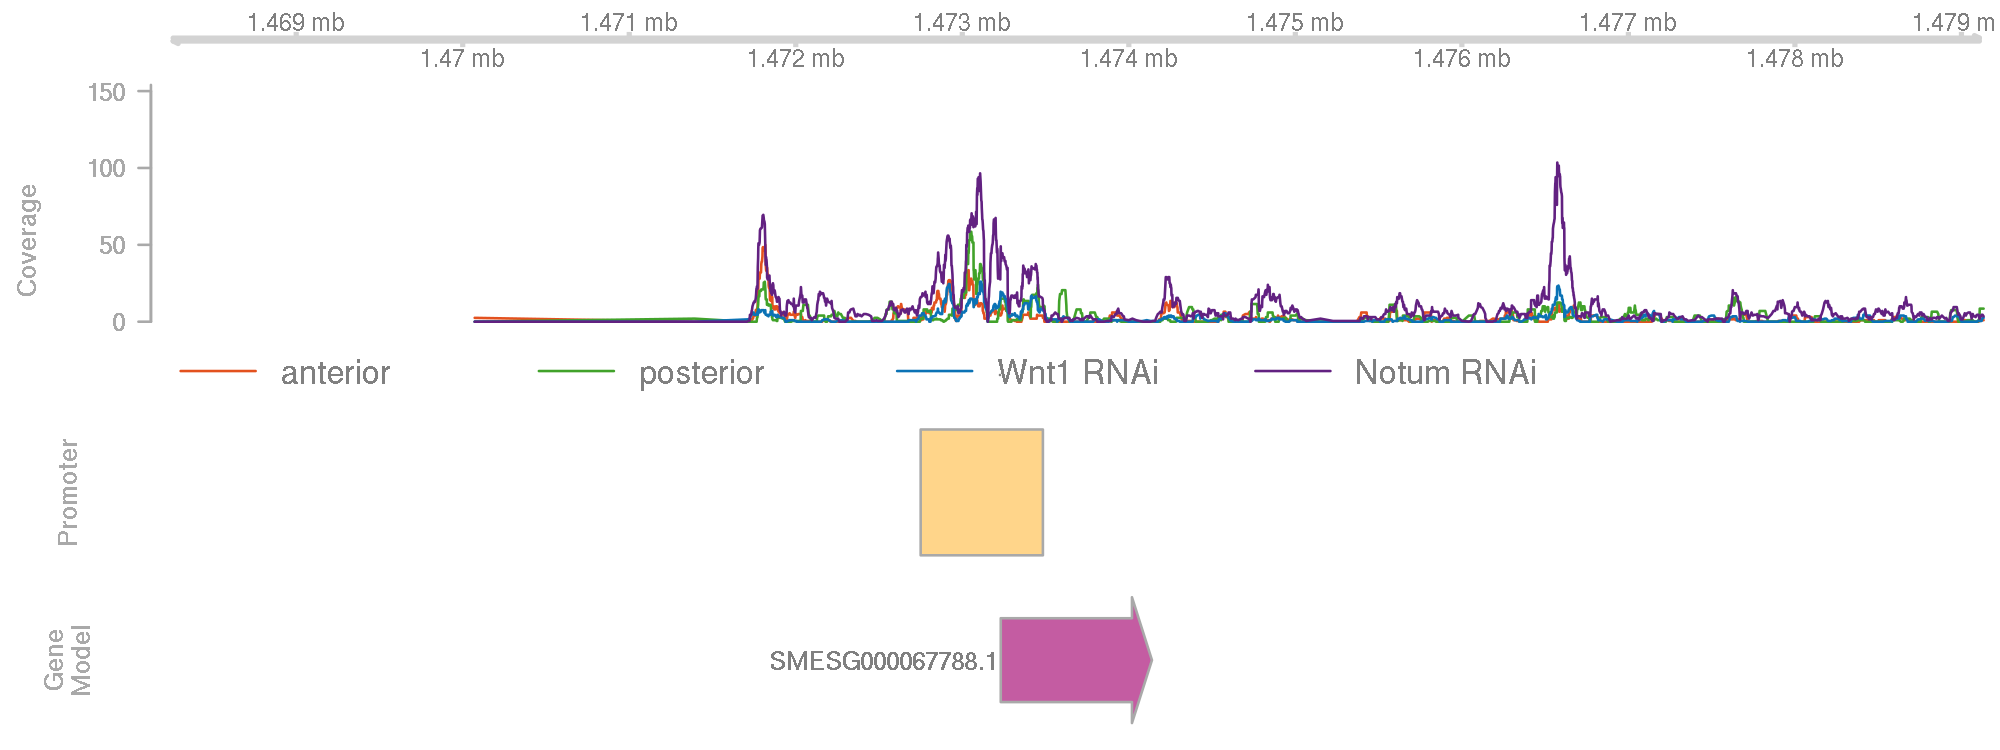 1.469 mb 1.471 mb 1.473 mb 1.475 mb 1.477 mb 1.479 m
1.47 mb 1.472 mb 1.474 mb 1.476 mb 1.478 mb
150
100
50
0
Coverage
anterior posterior Wnt1 RNAi Notum RNAi
Promoter
Gene
Model
SMESG000067788.1